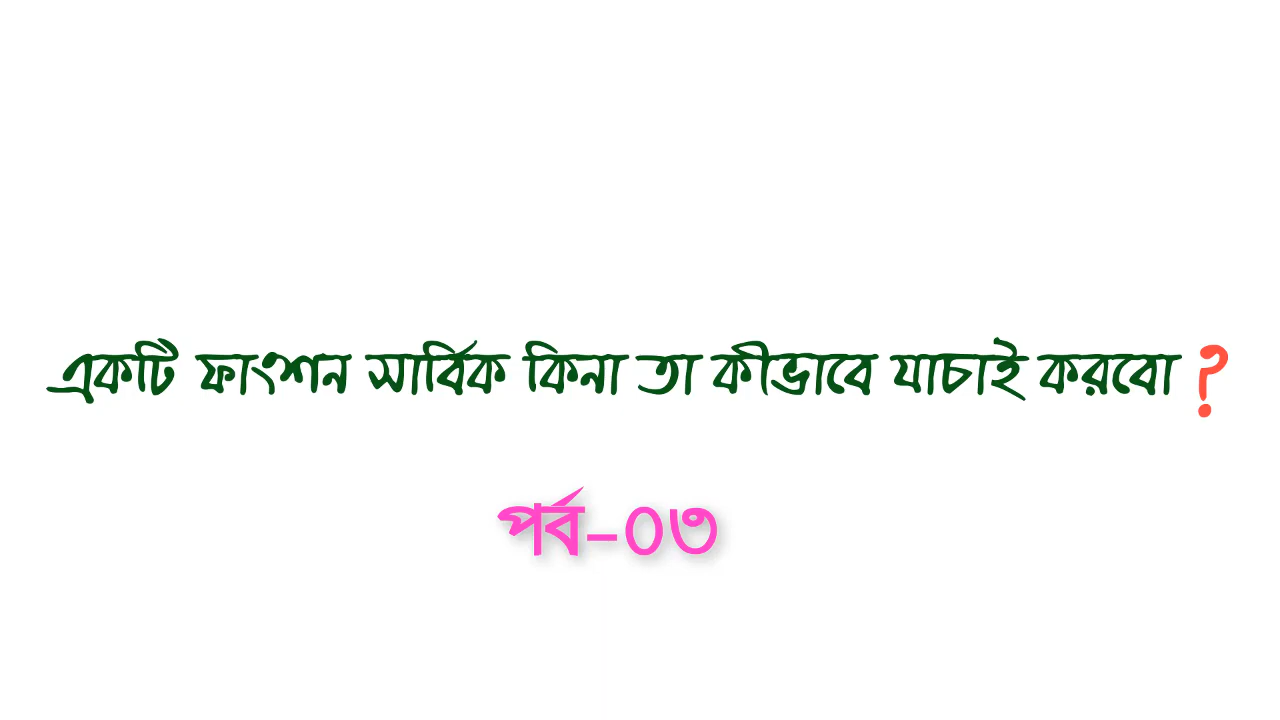 একটি ফাংশন সার্বিক কিনা তা কীভাবে যাচাই করবো ?
পর্ব-০৩